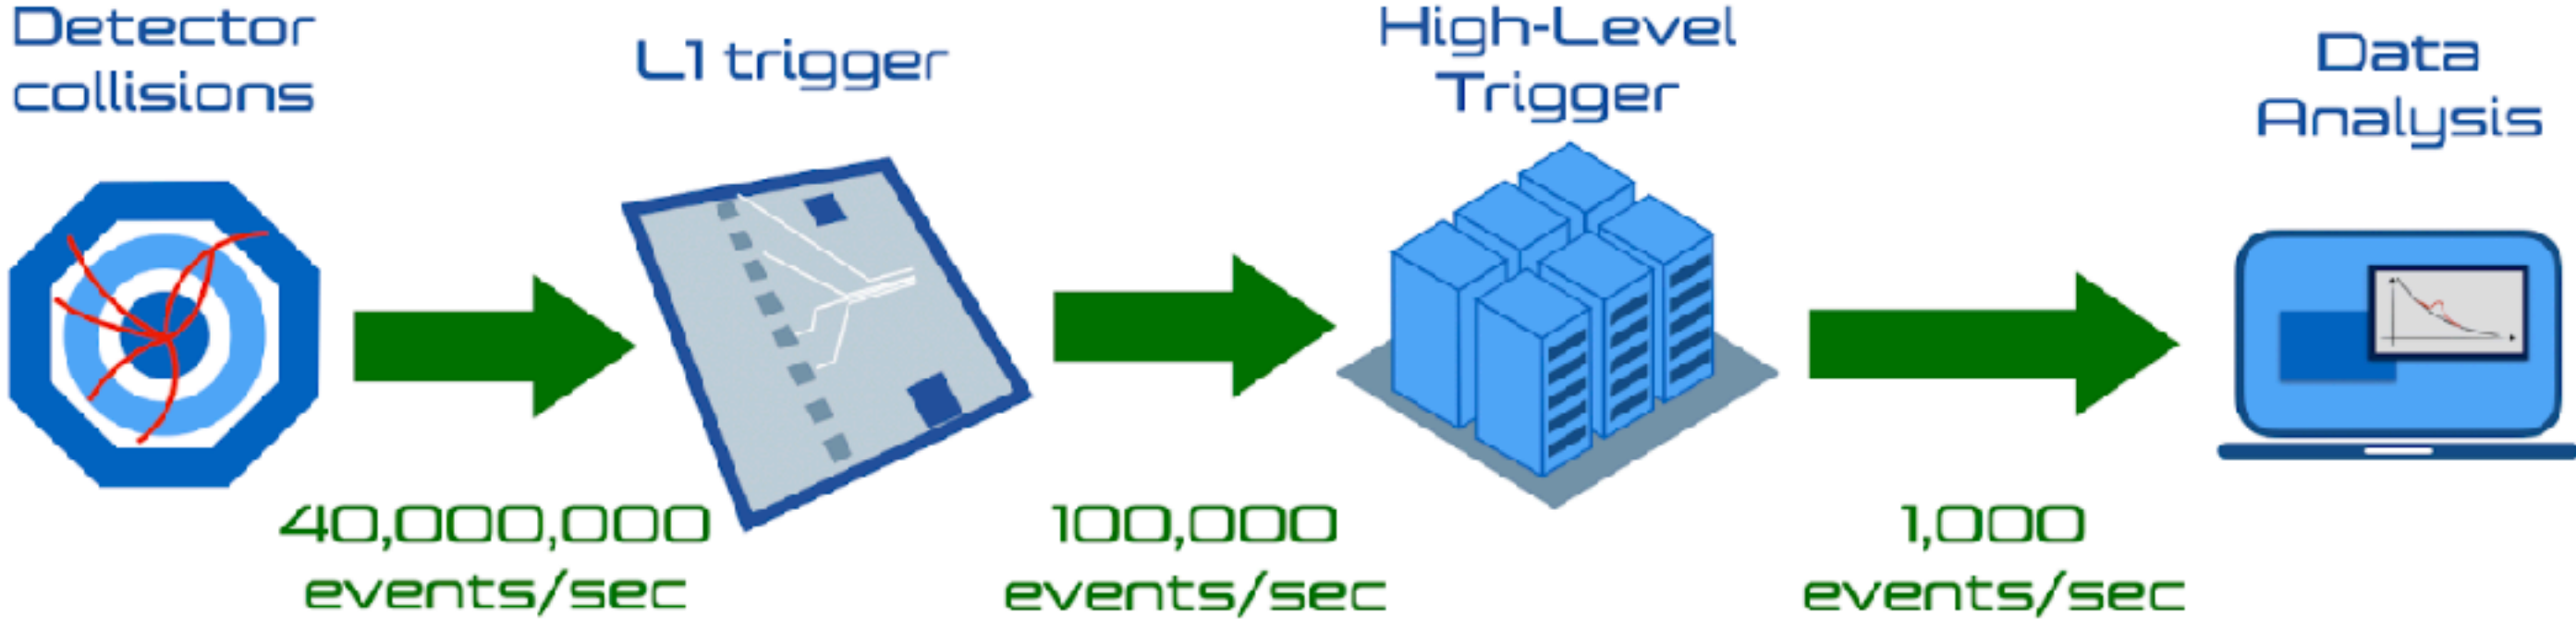 Detector
collisions
L1 trigger
High-Level
Trigger
Data
Analysis
40,000,000
events/sec
100,000
events/sec
1,000
events/sec